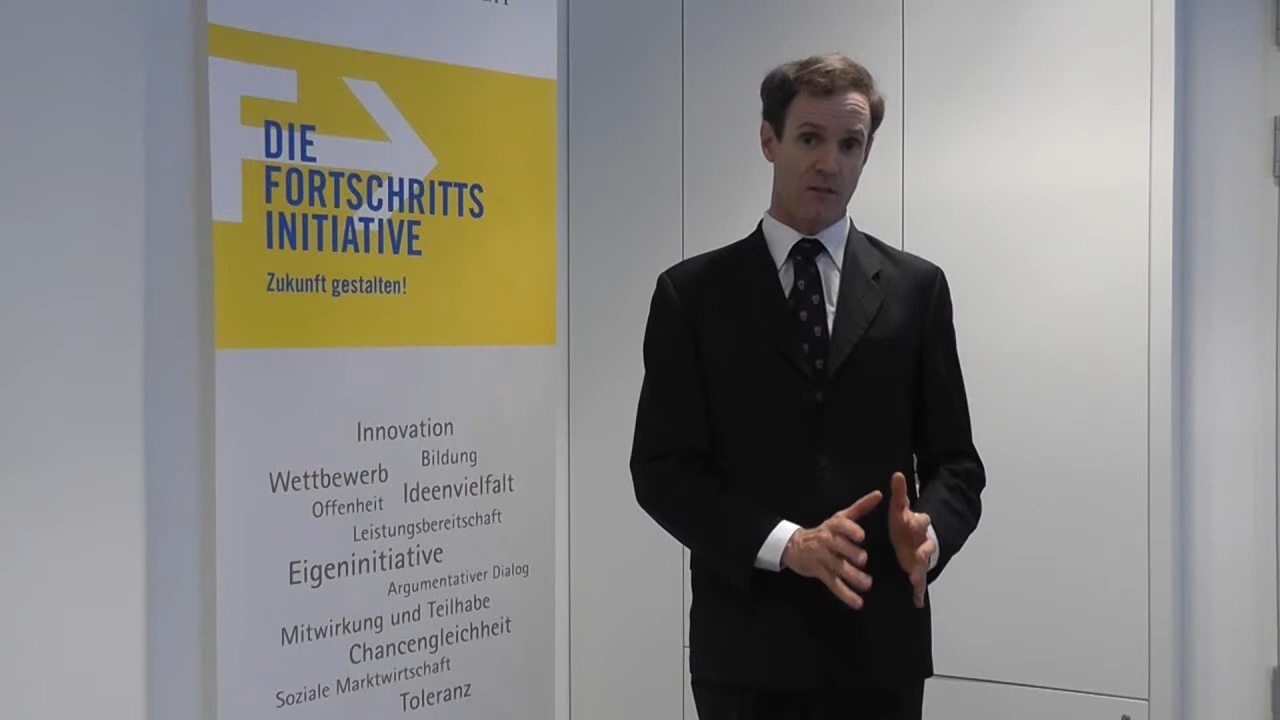 DIE
FORTSCHRITTS
INITIATIVE
Zukunft gestalten!
Innovation
Bildung
Wettbewerb
Ideenvielfalt
Offenheit
Leistungsbereitschaft
Eigeninitiative
Argumentativer Dialog
Mitwirkung und Teilhabe
Chancengleichheit
Soziale Marktwirtschaft
Toleranz